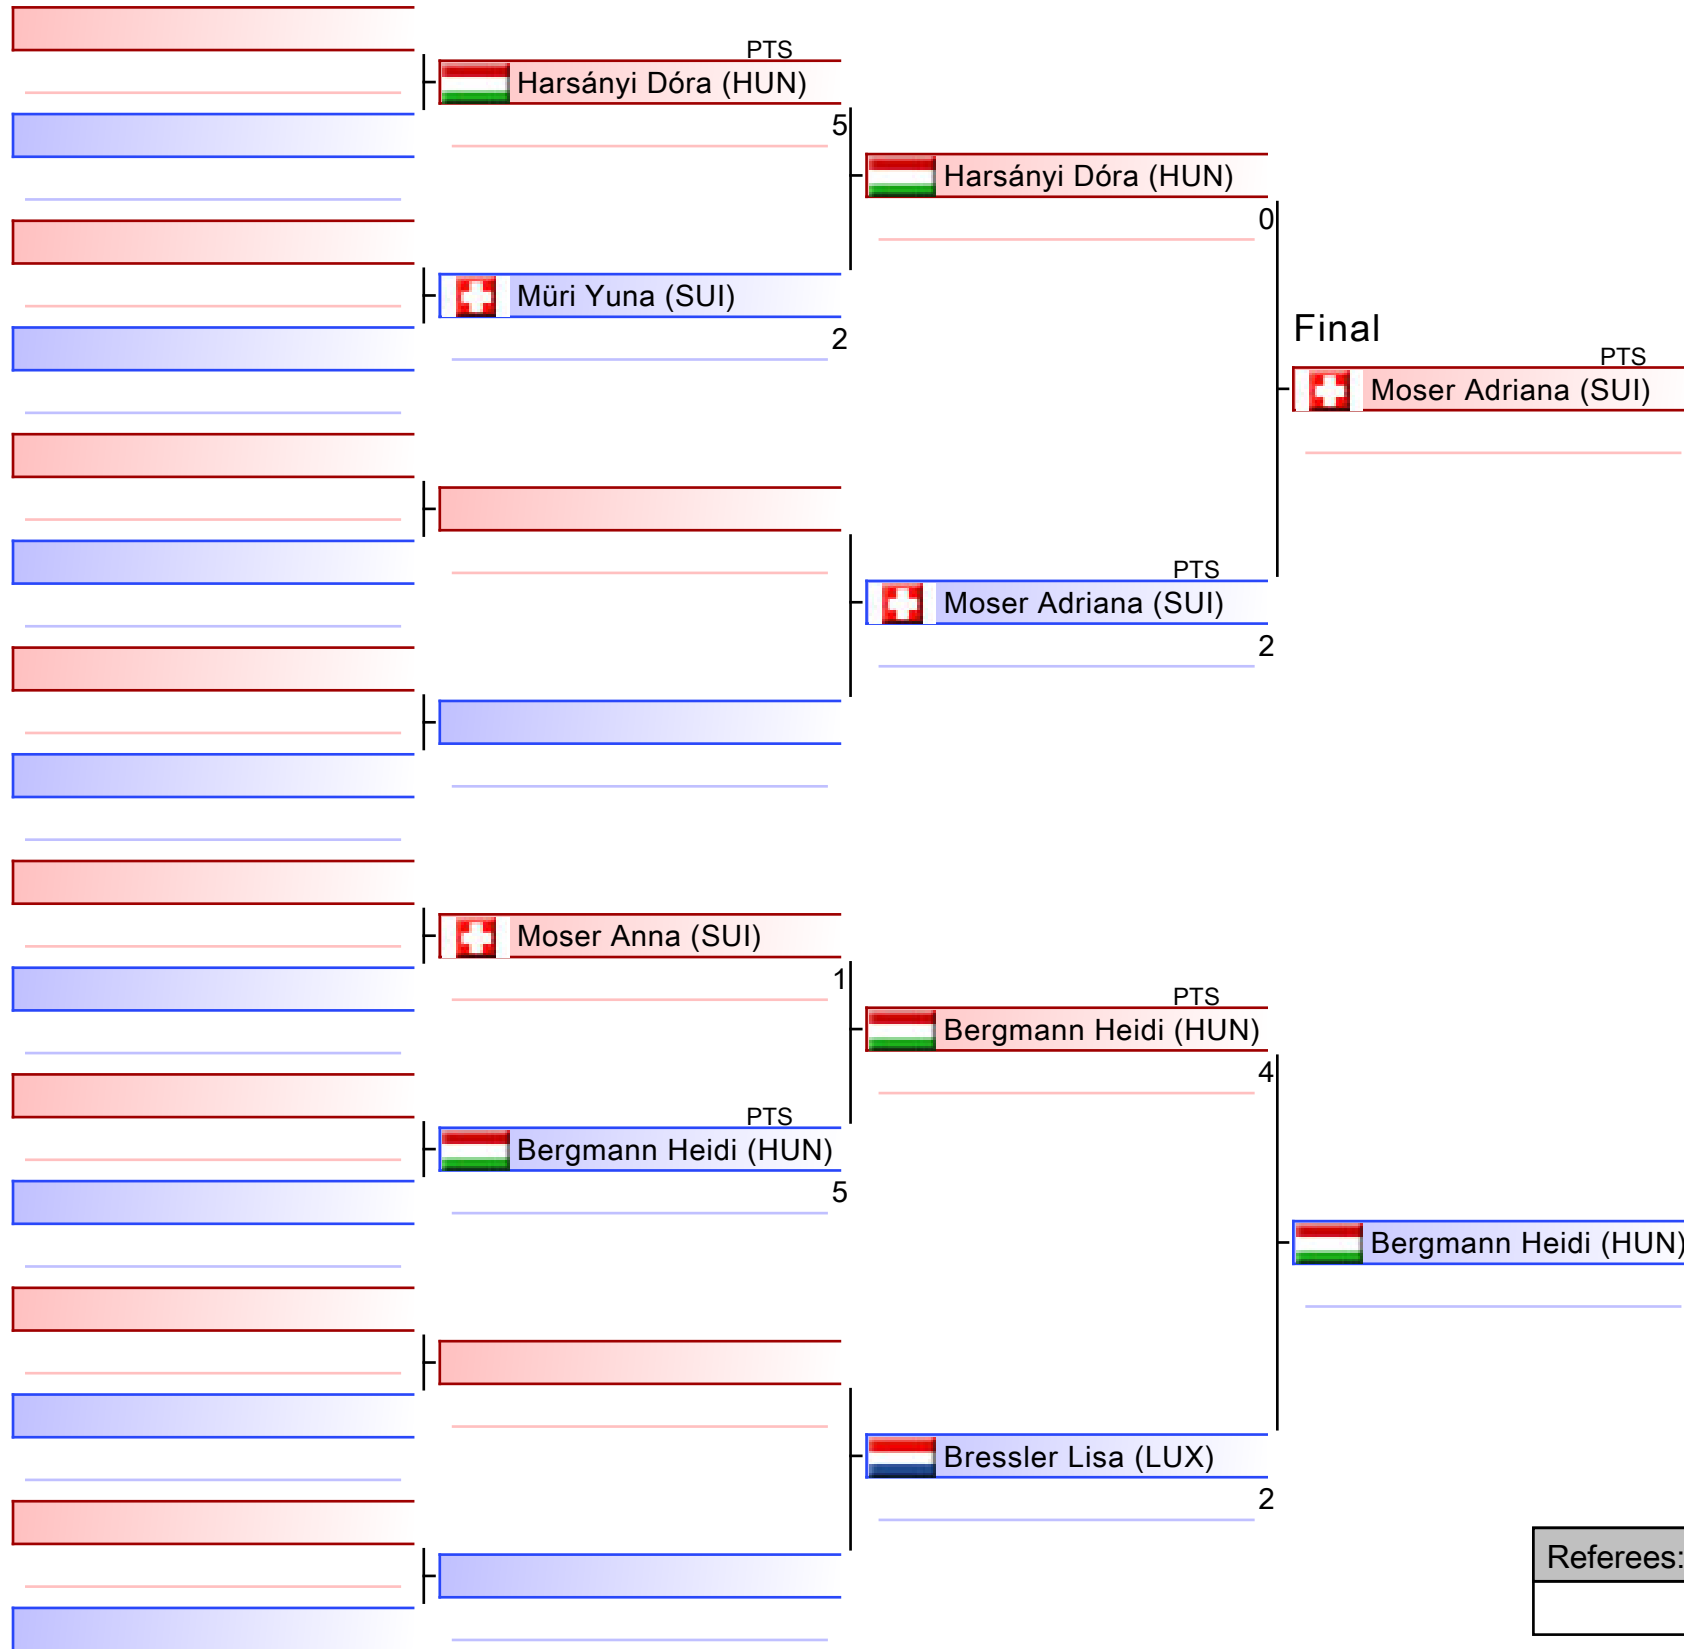 PTS
Harsányi Dóra (HUN)
5
Harsányi Dóra (HUN)
0
Müri Yuna (SUI)
2
Final
PTS
Moser Adriana (SUI)
PTS
Moser Adriana (SUI)
2
Moser Anna (SUI)
1
PTS
Bergmann Heidi (HUN)
4
PTS
Bergmann Heidi (HUN)
5
Bergmann Heidi (HUN)
Bressler Lisa (LUX)
2
Referees: